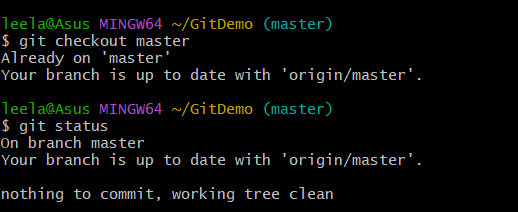 leela@Asus MINGW64 ~/GitDemo (master)
$ git checkout master
Already on 'master'
Your branch is up to date with 'origin/master'.
leela@Asus MINGW64 ~/GitDemo (master)
$ git status
On branch master
Your branch is up to date with 'origin/master'.
nothing to commit, working tree clean